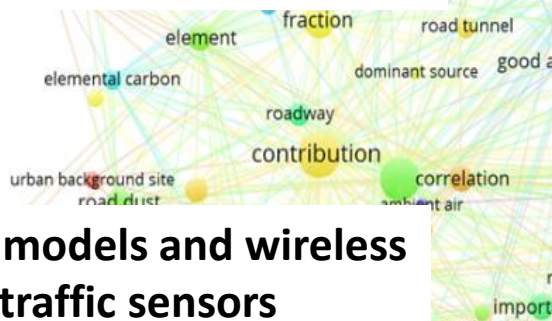 fraction
road tunnel
element
good a
dominant source
elemental carbon
roadway
contribution
urban background site
correlation
road dust
ambient air
models and wireless
traffic sensors
import